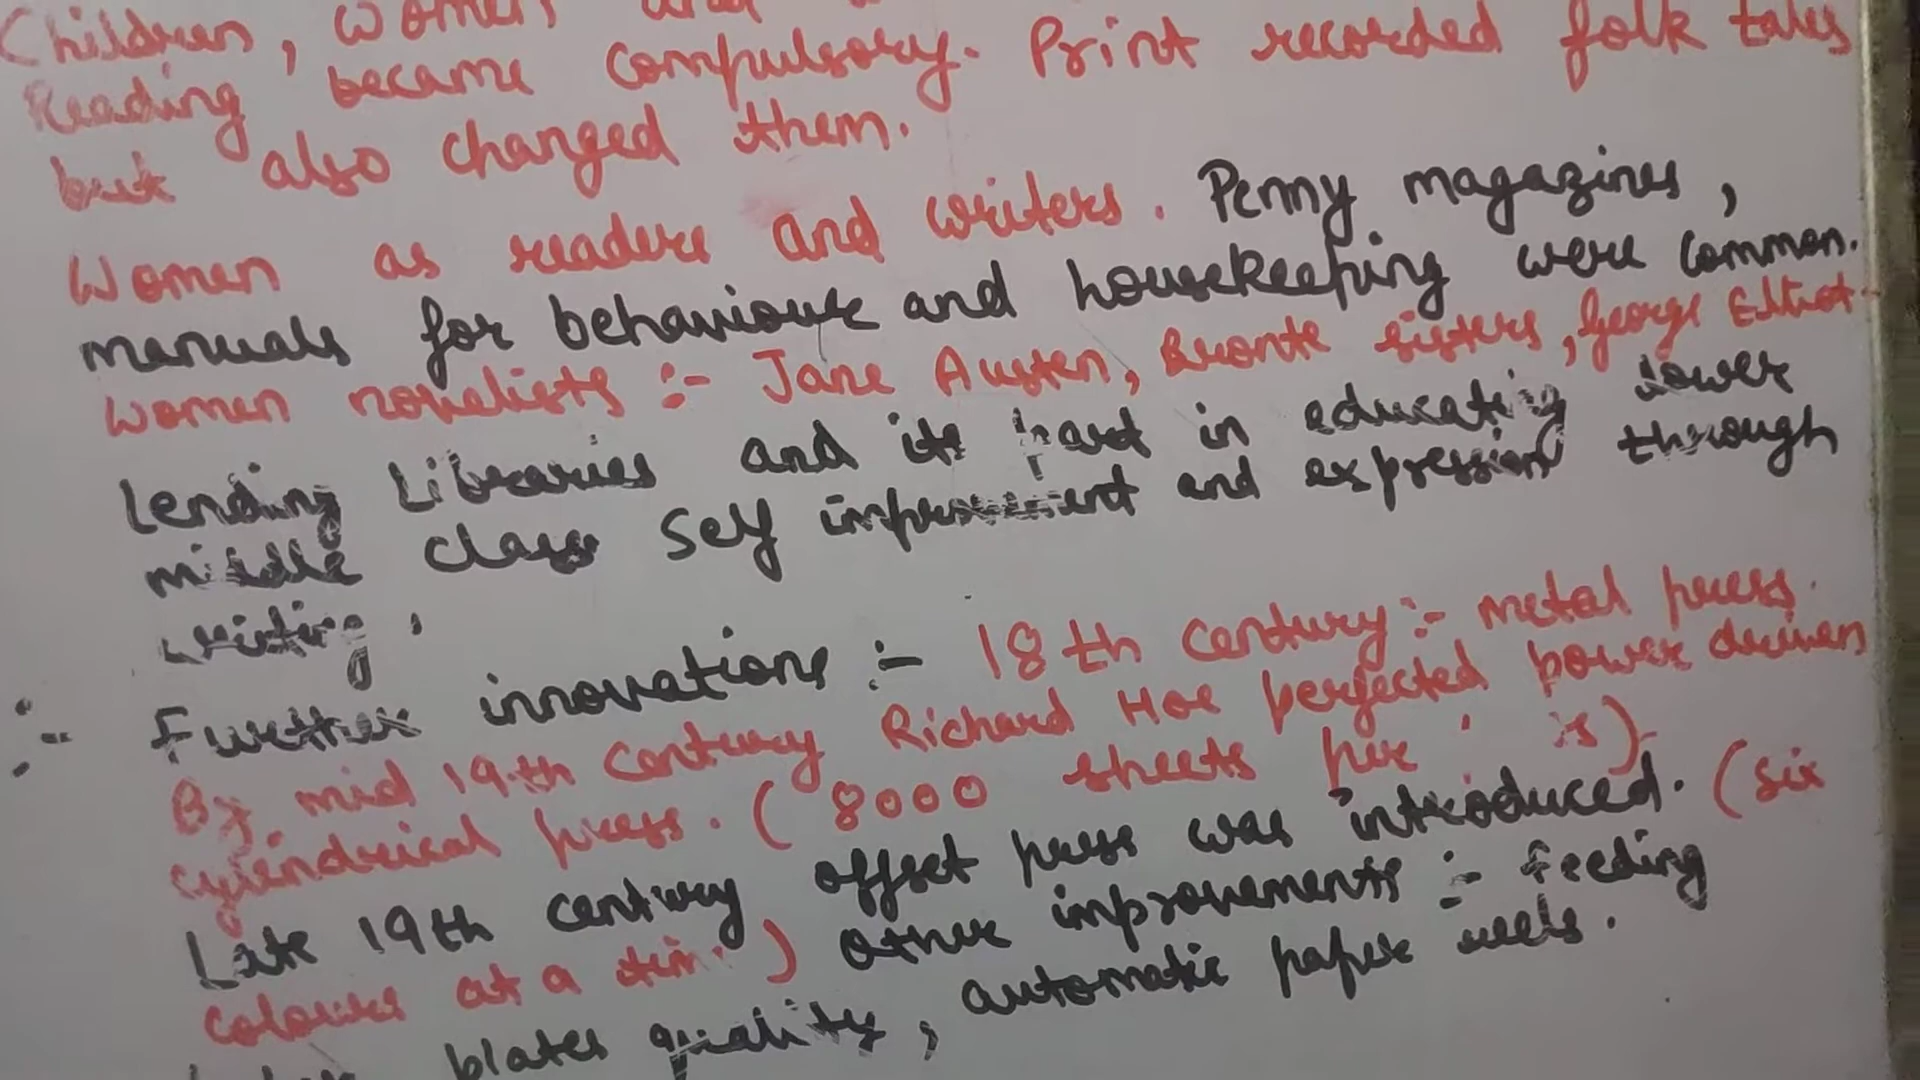 Children, women and
Reading became compulsory. Print recorded folk tales
but also changed them.
Women as readers and writers. Penny magazines,
manuals for behaviour and housekeeping were common.
Women novelists :- Jane Austen, Bronte sisters, George Eliot.
Lending Libraries and its part in educating lower
middle class Self improvement and expression through
writing.
:- Further innovations :- 18th century :- metal press.
By mid 19th century Richard Hoe perfected power driven
cylindrical press. (8000 sheets per
Late 19th century offset press was introduced. (six
colours at a time) Other improvements :- feeding
plates quality, automatic paper reels.